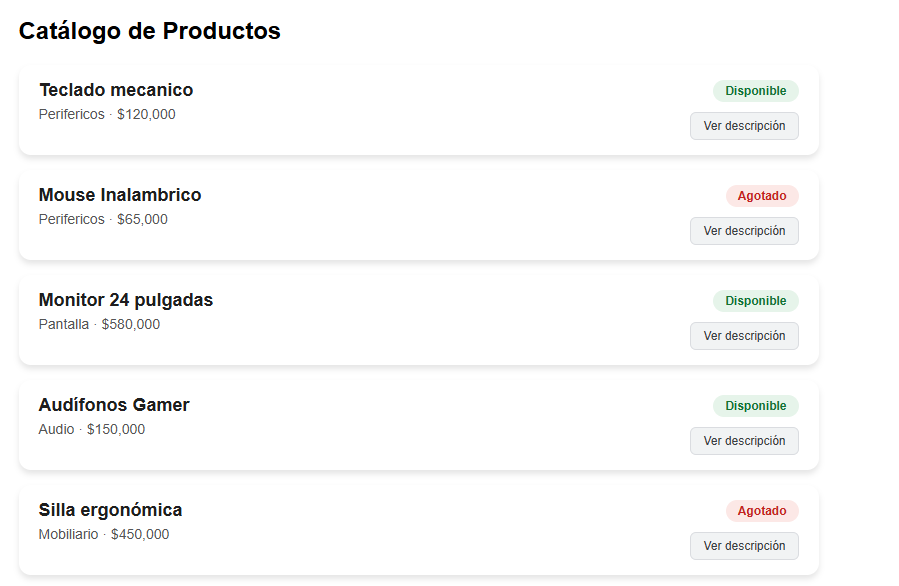 Catálogo de Productos
Teclado mecanico
Disponible
Perifericos · $120,000
Ver descripción
Mouse Inalambrico
Agotado
Perifericos · $65,000
Ver descripción
Monitor 24 pulgadas
Disponible
Pantalla · $580,000
Ver descripción
Audífonos Gamer
Disponible
Audio · $150,000
Ver descripción
Silla ergonómica
Agotado
Mobiliario · $450,000
Ver descripción